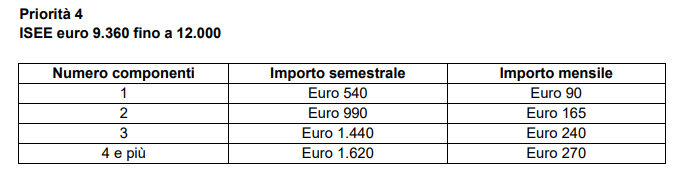 Priorità 4
ISEE euro 9.360 fino a 12.000
Numero componenti Importo semestrale Importo mensile
1 Euro 540 Euro 90
2 Euro 990 Euro 165
3 Euro 1.440 Euro 240
4 e più Euro 1.620 Euro 270